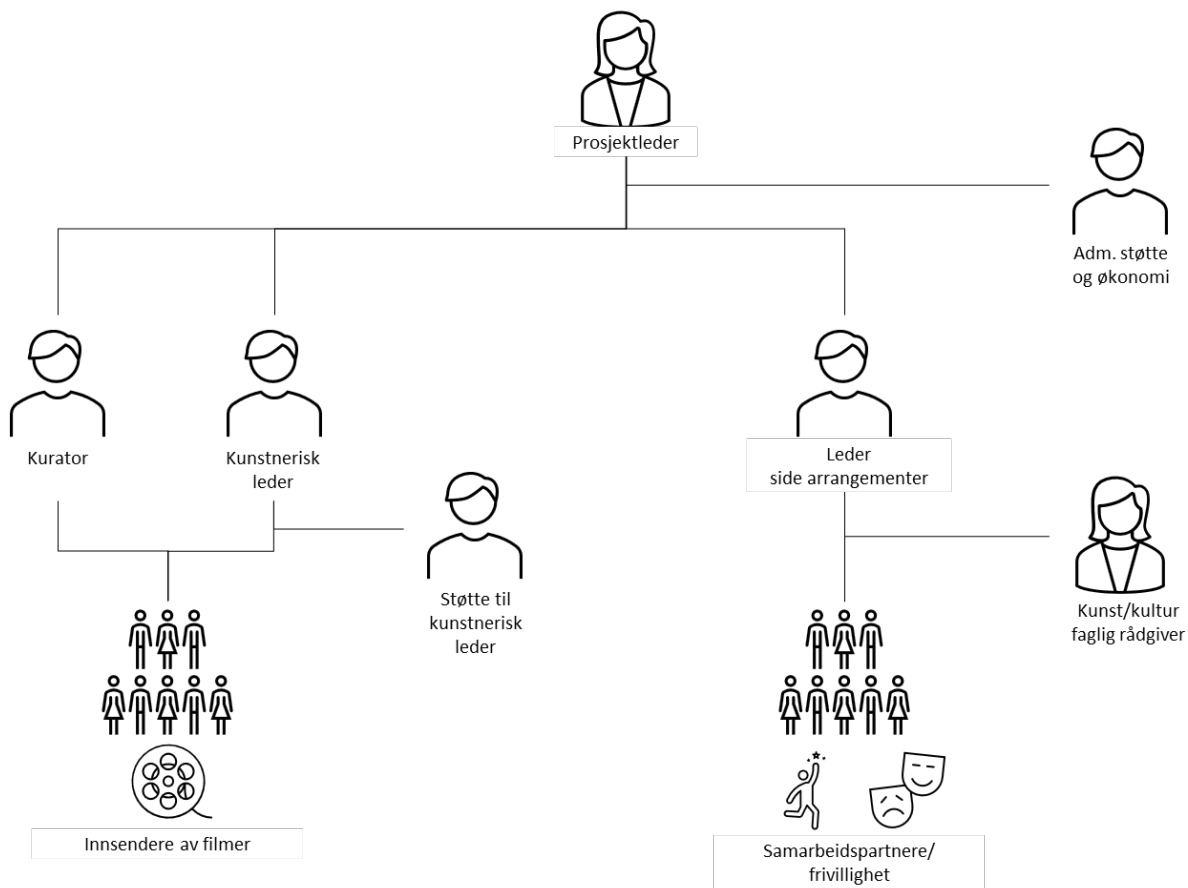 Prosjektleder
Adm. støtte
og økonomi
Kurator
Kunstnerisk
leder
Leder
side arrangementer
Støtte til
kunstnerisk
leder
Kunst/kultur
faglig rådgiver
Innsendere av filmer
Samarbeidspartnere/
frivillighet